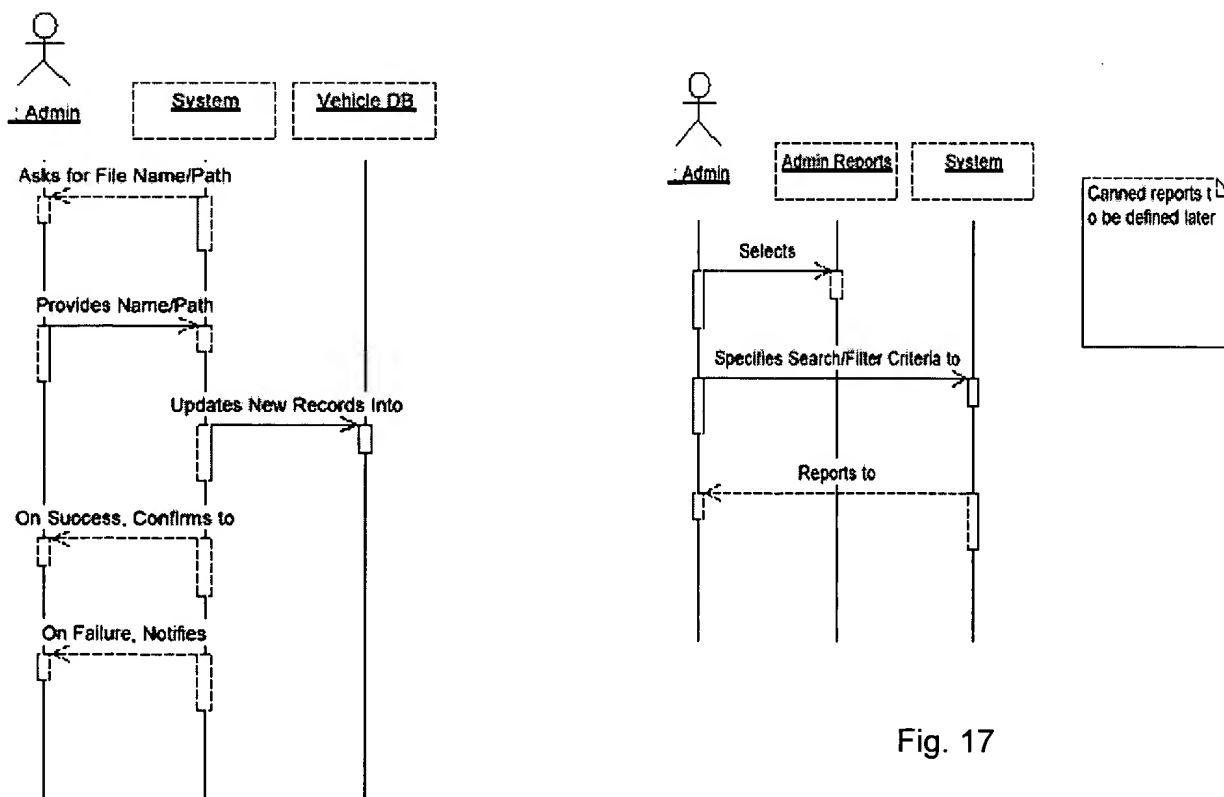 : Admin
System
Vehicle DB
Asks for File Name/Path
Provides Name/Path
Updates New Records Into
On Success, Confirms to
On Failure, Notifies
: Admin
Admin Reports
System
Canned reports t
o be defined later
Selects
Specifies Search/Filter Criteria to
Reports to
Fig. 17